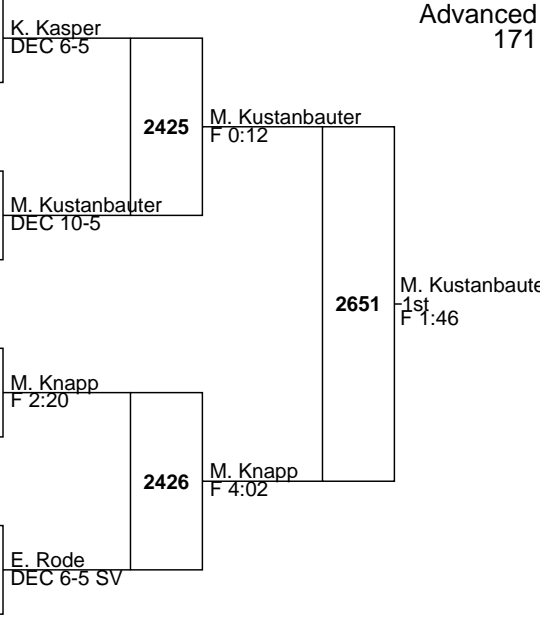 Advanced
171
K. Kasper
DEC 6-5
2425
M. Kustanbauter
F 0:12
M. Kustanbauter
DEC 10-5
2651
M. Kustanbaute
1st
F 1:46
M. Knapp
F 2:20
2426
M. Knapp
F 4:02
E. Rode
DEC 6-5 SV